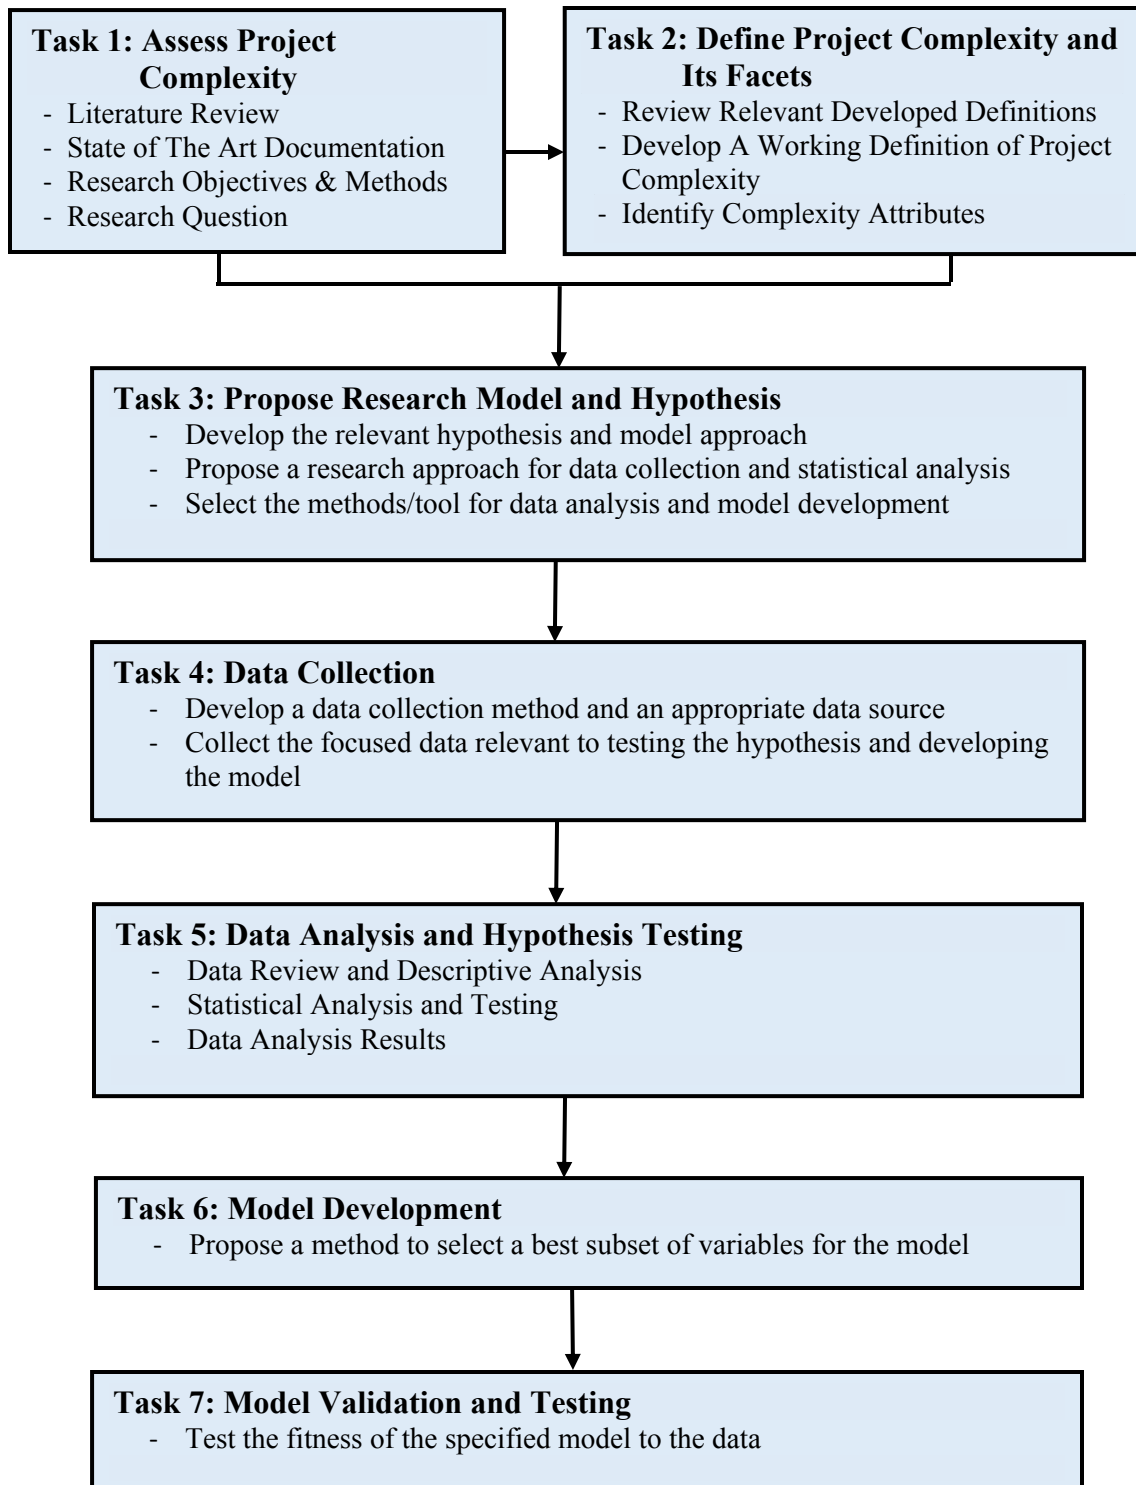 Task 1: Assess Project
Complexity
- Literature Review
- State of The Art Documentation
- Research Objectives & Methods
- Research Question
Task 2: Define Project Complexity and
Its Facets
- Review Relevant Developed Definitions
- Develop A Working Definition of Project
Complexity
- Identify Complexity Attributes
Task 3: Propose Research Model and Hypothesis
- Develop the relevant hypothesis and model approach
- Propose a research approach for data collection and statistical analysis
- Select the methods/tool for data analysis and model development
Task 4: Data Collection
- Develop a data collection method and an appropriate data source
- Collect the focused data relevant to testing the hypothesis and developing
the model
Task 5: Data Analysis and Hypothesis Testing
- Data Review and Descriptive Analysis
- Statistical Analysis and Testing
- Data Analysis Results
Task 6: Model Development
- Propose a method to select a best subset of variables for the model
Task 7: Model Validation and Testing
- Test the fitness of the specified model to the data